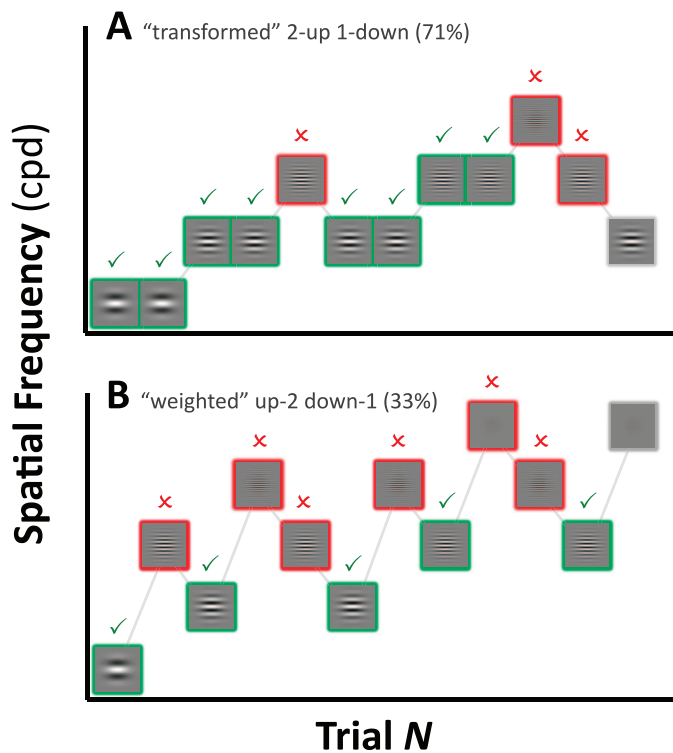 A “transformed” 2-up 1-down (71%)
Spatial Frequency (cpd)
B “weighted” up-2 down-1 (33%)
Trial N